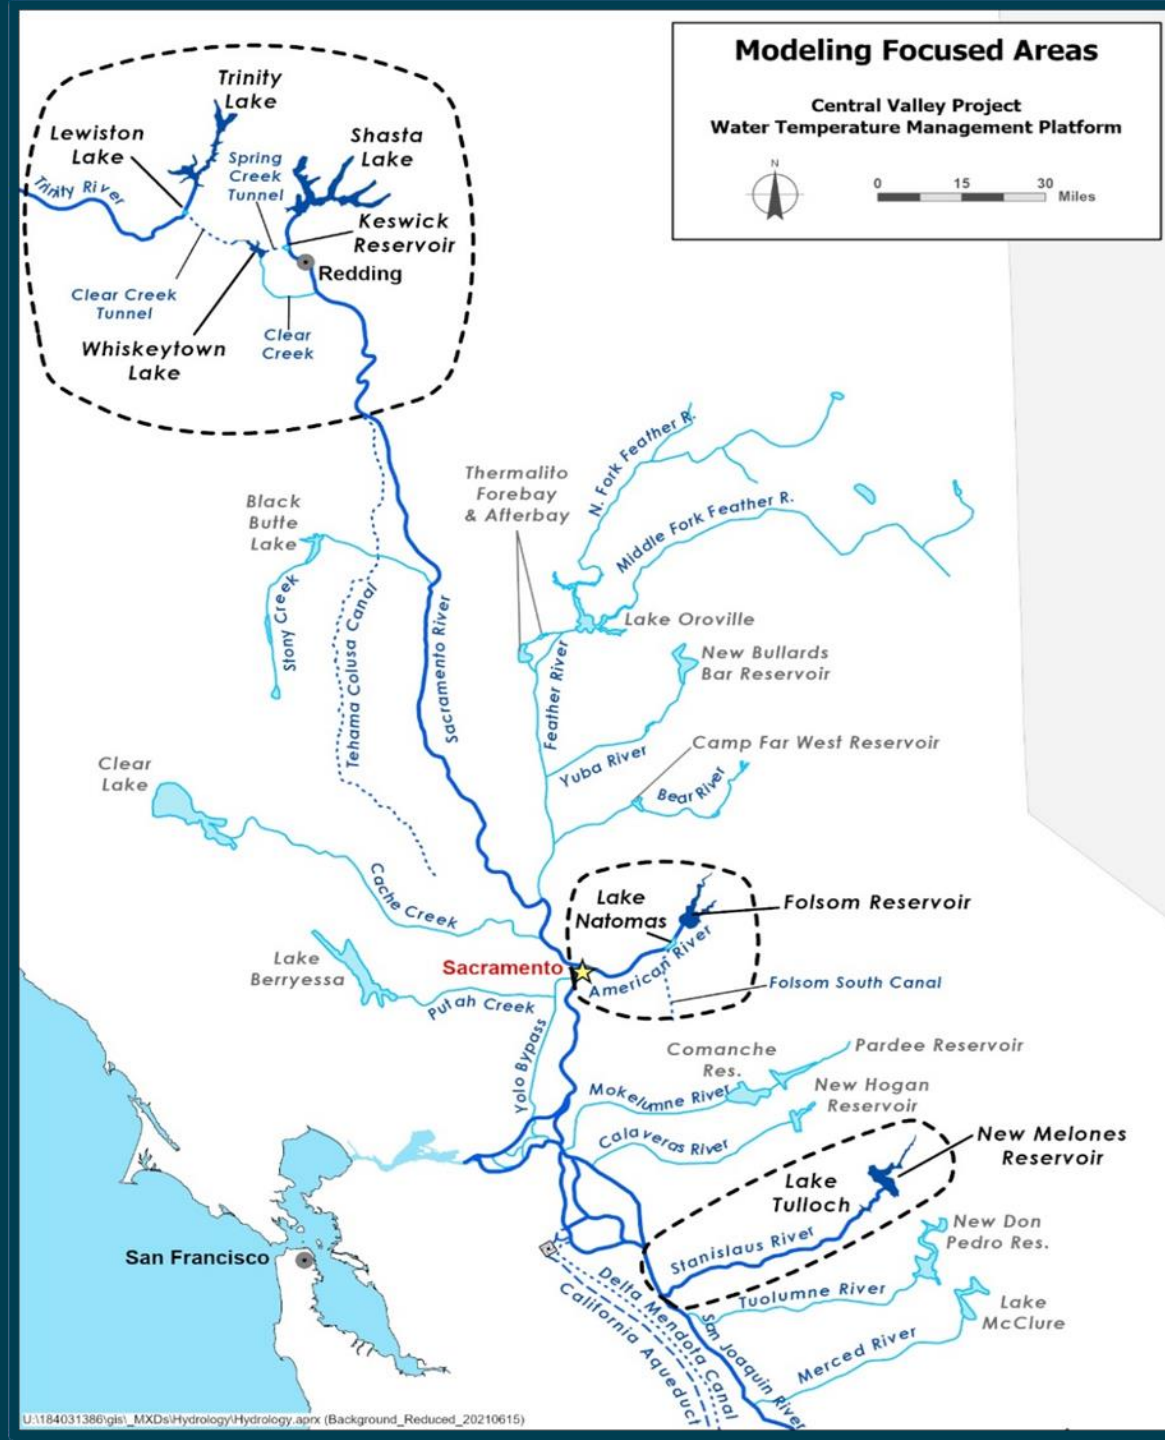 Modeling Focused Areas
Central Valley Project
Water Temperature Management Platform
N
0 15 30 Miles
Trinity
Lake
Lewiston
Lake
Shasta
Lake
Spring
Creek
Tunnel
Trinity River
Keswick
Reservoir
Redding
Clear Creek
Tunnel
Clear
Creek
Whiskeytown
Lake
Thermalito
Forebay
& Afterbay
N. Fork Feather R.
Middle Fork Feather R.
Black
Butte
Lake
Stony Creek
Tehama Colusa Canal
Sacramento River
Lake Oroville
Feather River
New Bullards
Bar Reservoir
Yuba River
Camp Far West Reservoir
Bear River
Clear
Lake
Cache Creek
Lake
Natomas
Folsom Reservoir
American River
Sacramento
Folsom South Canal
Lake
Berryessa
Putah Creek
Yolo Bypass
Comanche
Res.
Pardee Reservoir
Mokelumne River
New Hogan
Reservoir
Calaveras River
New Melones
Reservoir
Lake
Tulloch
Stanislaus River
New Don
Pedro Res.
San Francisco
Tuolumne River
Lake
McClure
Delta Mendota Canal
California Aqueduct
San Joaquin River
Merced River
U:\184031386\gis\_MXDs\Hydrology\Hydrology.aprx (Background_Reduced_20210615)